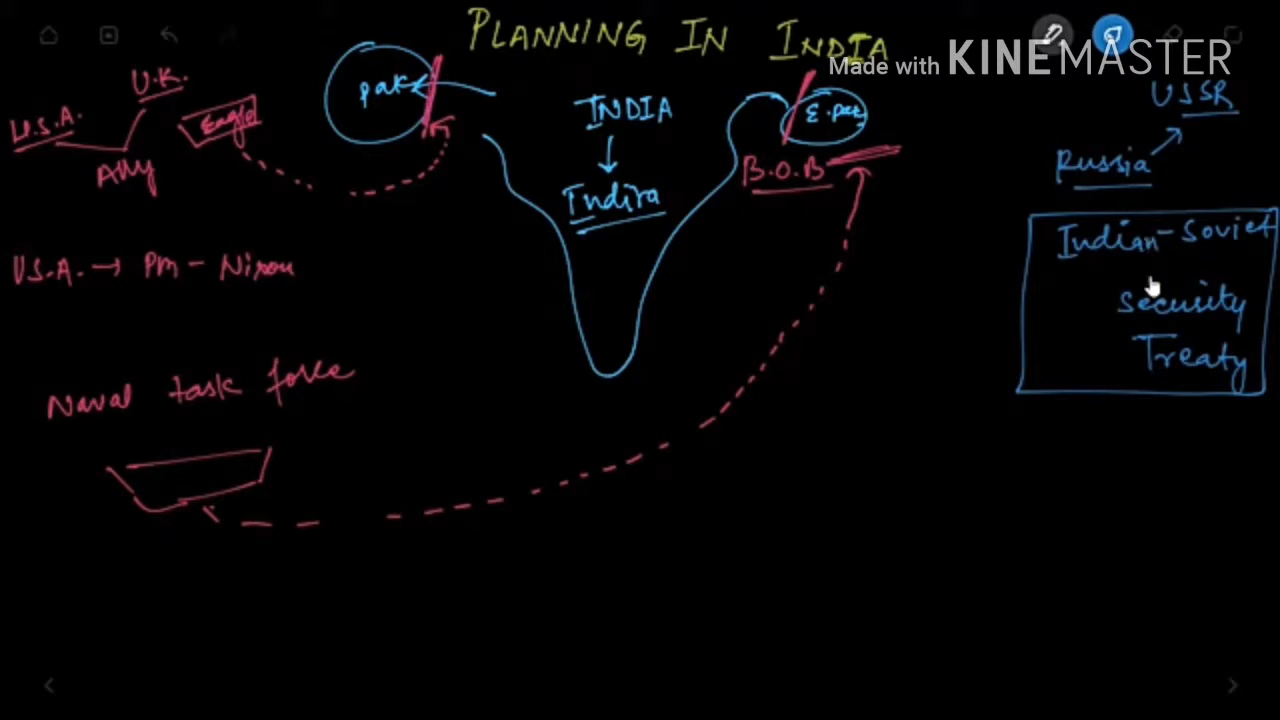 PLANNING IN INDIA
Made with KINEMASTER
U.K.
U.S.A.
Eagle
Ally
Pak
INDIA
Indira
E.Pak
B.O.B
USSR
Russia
Indian-Soviet
Security
Treaty
U.S.A. → PM - Nixon
Naval task force